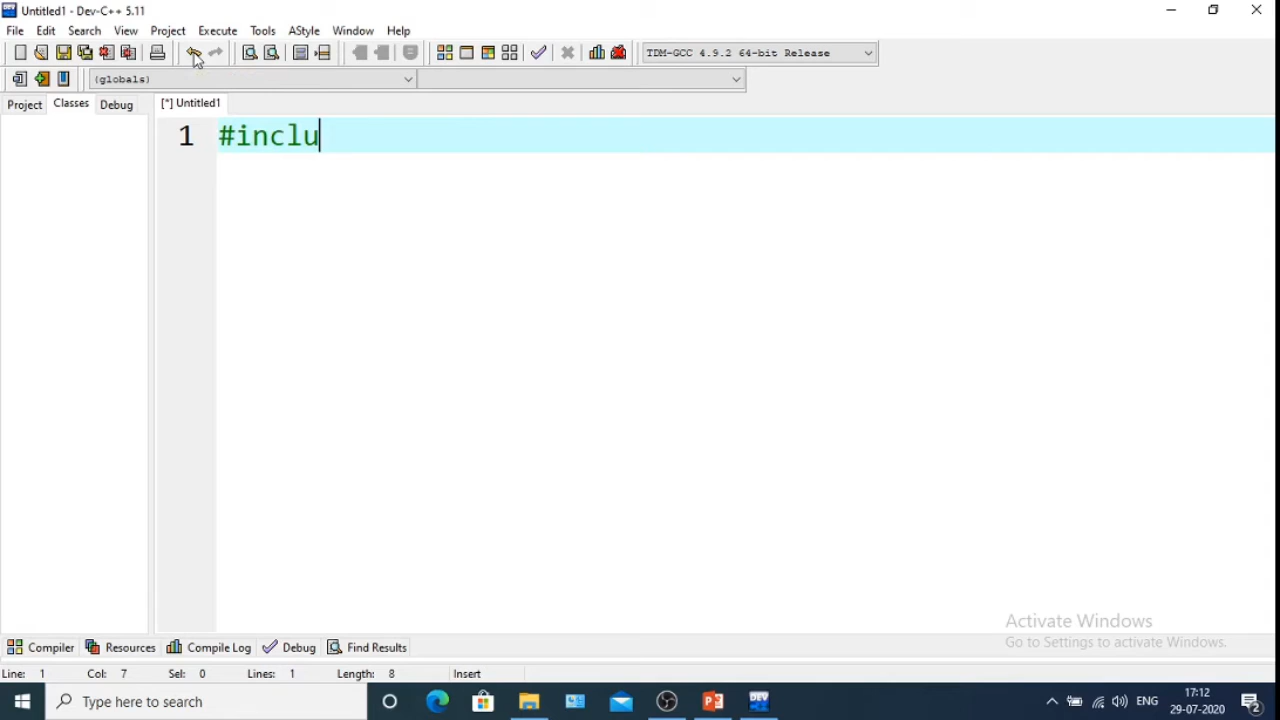 Untitled1 - Dev-C++ 5.11
File Edit Search View Project Execute Tools AStyle Window Help
TDM-GCC 4.9.2 64-bit Release
(globals)
Project Classes Debug [*] Untitled1
1 #inclu
Activate Windows
Go to Settings to activate Windows.
Compiler Resources Compile Log Debug Find Results
Line: 1 Col: 7 Sel: 0 Lines: 1 Length: 8 Insert
Type here to search
ENG
17:12
29-07-2020
2